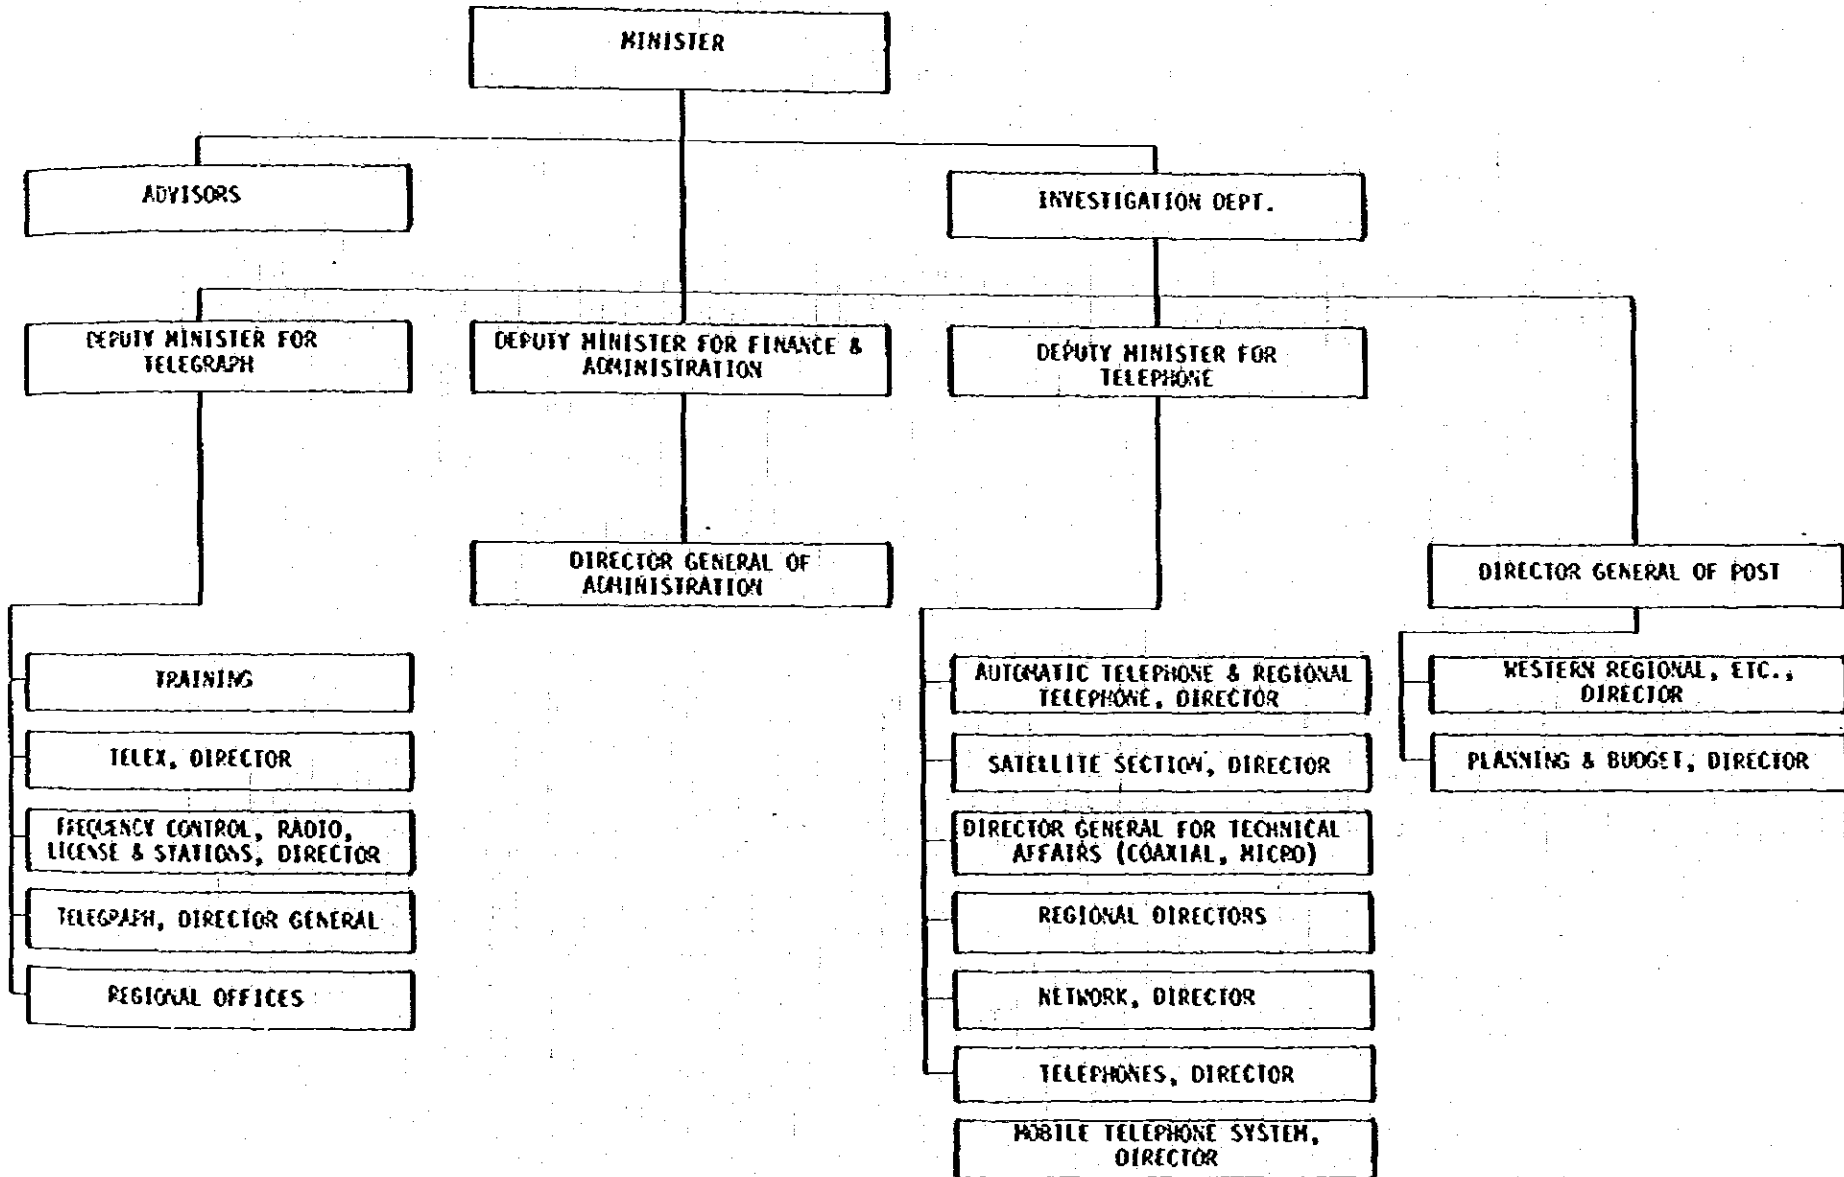 MINISTER
ADVISORS
INVESTIGATION DEPT.
DEPUTY MINISTER FOR
TELEGRAPH
DEPUTY MINISTER FOR FINANCE &
ADMINISTRATION
DEPUTY MINISTER FOR
TELEPHONE
DIRECTOR GENERAL OF
ADMINISTRATION
DIRECTOR GENERAL OF POST
TRAINING
TELEX, DIRECTOR
FREQUENCY CONTROL, RADIO,
LICENSE & STATIONS, DIRECTOR
TELEGRAPH, DIRECTOR GENERAL
REGIONAL OFFICES
AUTOMATIC TELEPHONE & REGIONAL
TELEPHONE, DIRECTOR
SATELLITE SECTION, DIRECTOR
DIRECTOR GENERAL FOR TECHNICAL
AFFAIRS (COAXIAL, MICRO)
REGIONAL DIRECTORS
NETWORK, DIRECTOR
TELEPHONES, DIRECTOR
MOBILE TELEPHONE SYSTEM,
DIRECTOR
WESTERN REGIONAL, ETC.,
DIRECTOR
PLANNING & BUDGET, DIRECTOR